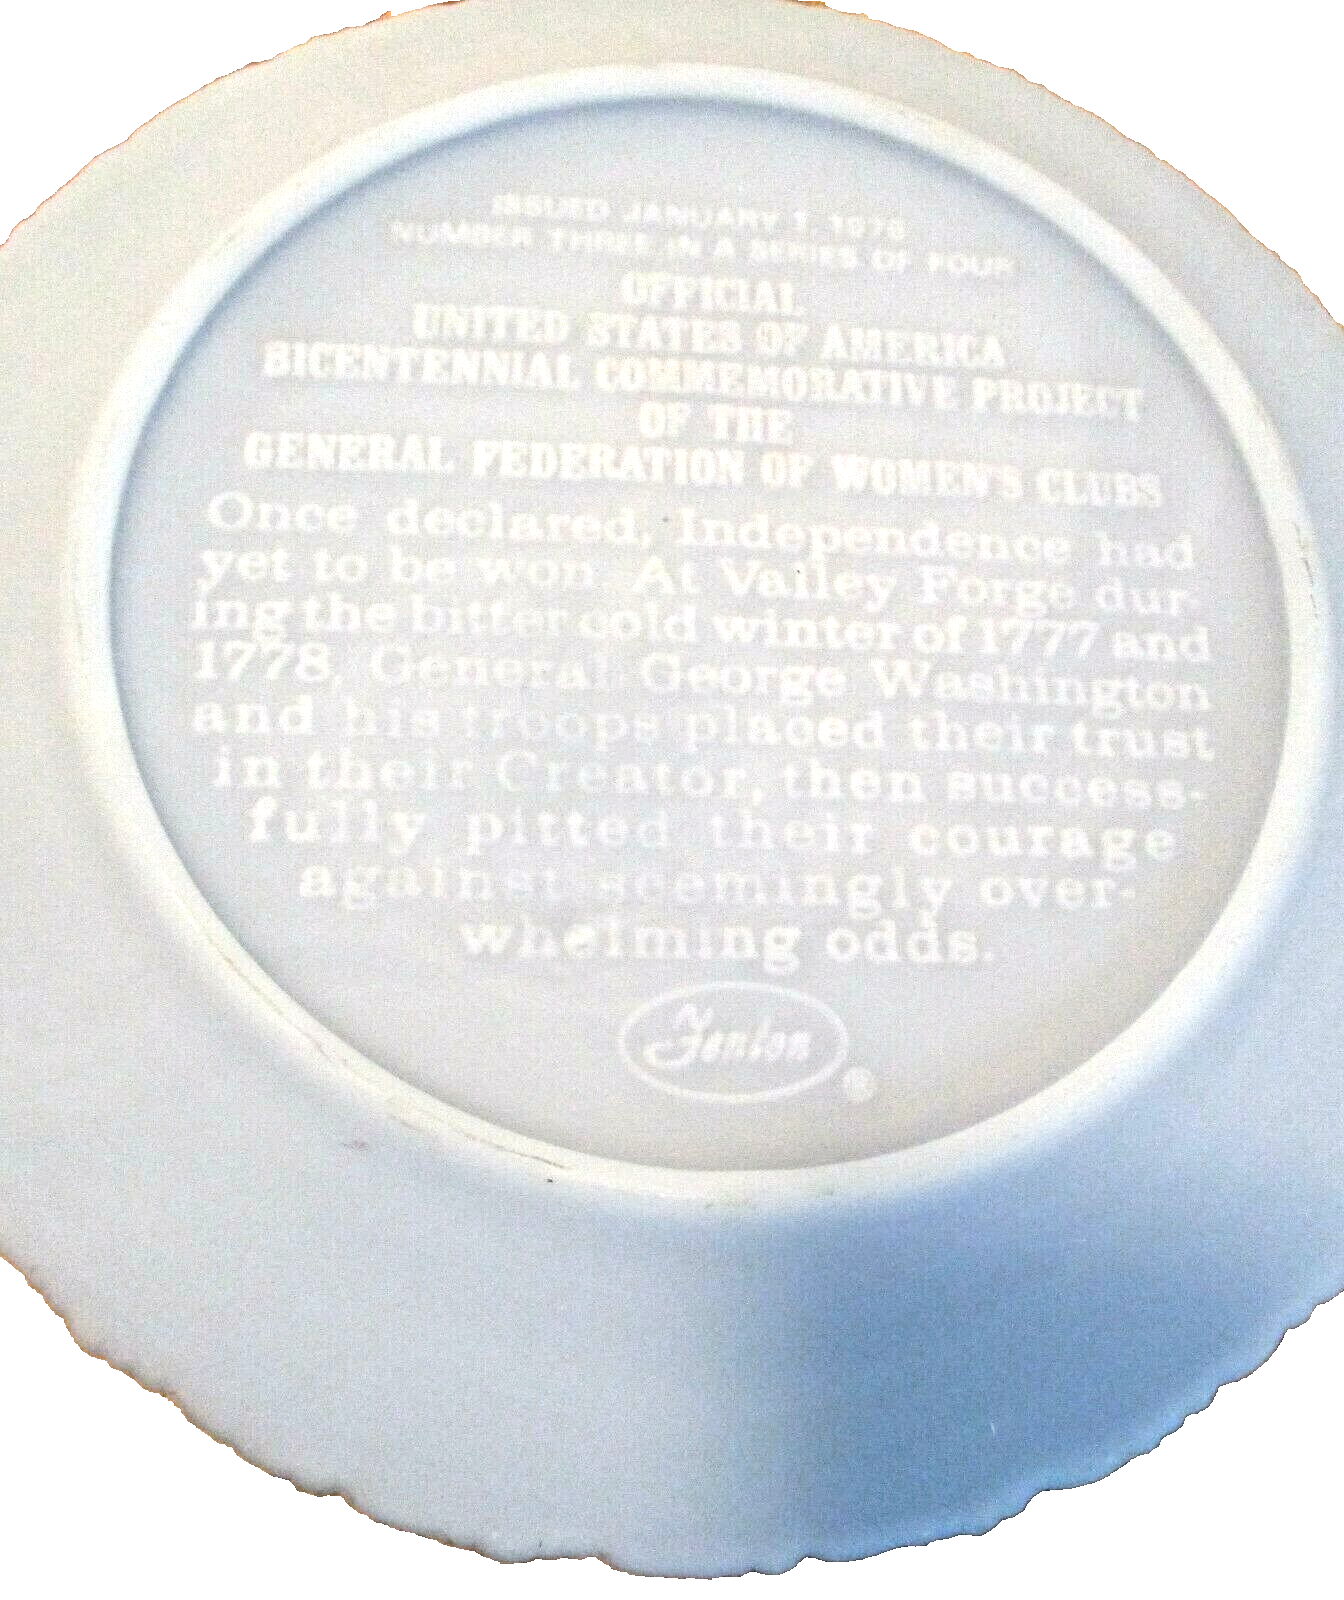 ISSUED JANUARY 1, 1976
NUMBER THREE IN A SERIES OF FOUR
OFFICIAL
UNITED STATES OF AMERICA
BICENTENNIAL COMMEMORATIVE PROJECT
OF THE
GENERAL FEDERATION OF WOMEN'S CLUBS
Once declared, Independence had
yet to be won. At Valley Forge dur-
ing the bitter cold winter of 1777 and
1778, General George Washington
and his troops placed their trust
in their Creator, then success-
fully pitted their courage
against seemingly over-
whelming odds.
Fenton ®